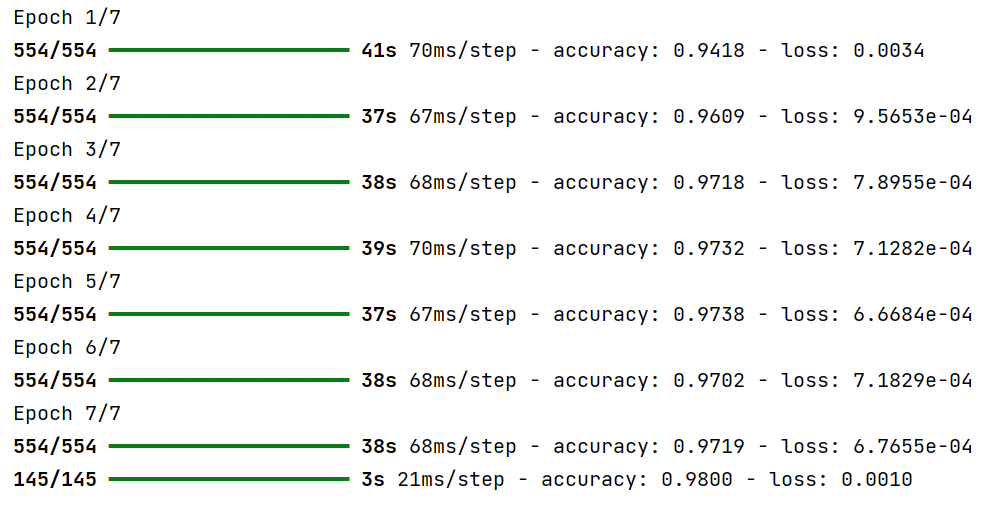 Epoch 1/7
554/554 ━━━━━━━━━━━━━━━━━━━━ 41s 70ms/step - accuracy: 0.9418 - loss: 0.0034
Epoch 2/7
554/554 ━━━━━━━━━━━━━━━━━━━━ 37s 67ms/step - accuracy: 0.9609 - loss: 9.5653e-04
Epoch 3/7
554/554 ━━━━━━━━━━━━━━━━━━━━ 38s 68ms/step - accuracy: 0.9718 - loss: 7.8955e-04
Epoch 4/7
554/554 ━━━━━━━━━━━━━━━━━━━━ 39s 70ms/step - accuracy: 0.9732 - loss: 7.1282e-04
Epoch 5/7
554/554 ━━━━━━━━━━━━━━━━━━━━ 37s 67ms/step - accuracy: 0.9738 - loss: 6.6684e-04
Epoch 6/7
554/554 ━━━━━━━━━━━━━━━━━━━━ 38s 68ms/step - accuracy: 0.9702 - loss: 7.1829e-04
Epoch 7/7
554/554 ━━━━━━━━━━━━━━━━━━━━ 38s 68ms/step - accuracy: 0.9719 - loss: 6.7655e-04
145/145 ━━━━━━━━━━━━━━━━━━━━ 3s 21ms/step - accuracy: 0.9800 - loss: 0.0010